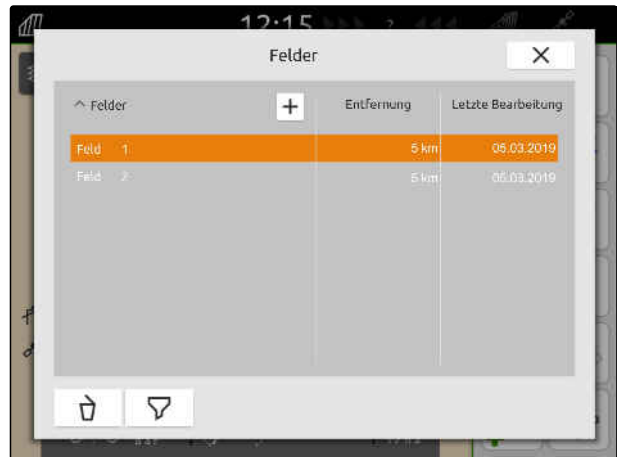 12:15
Felder
Felder Entfernung Letzte Bearbeitung
Feld 1 5 km 05.03.2019
Feld 2 5 km 05.03.2019